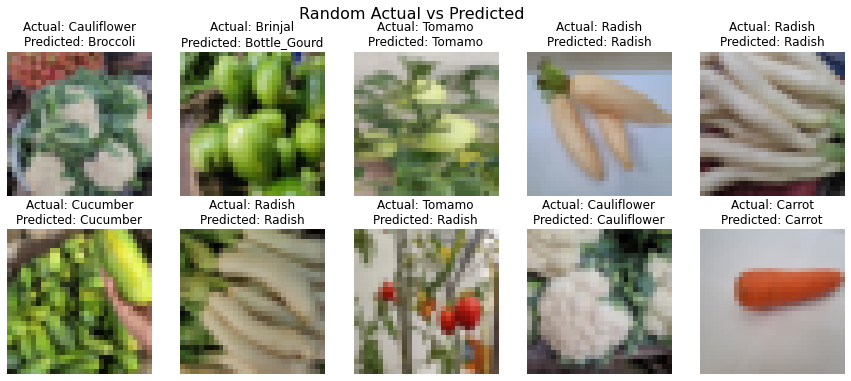 Random Actual vs Predicted
Actual: Cauliflower
Predicted: Broccoli
Actual: Brinjal
Predicted: Bottle_Gourd
Actual: Tomamo
Predicted: Tomamo
Actual: Radish
Predicted: Radish
Actual: Radish
Predicted: Radish
Actual: Cucumber
Predicted: Cucumber
Actual: Radish
Predicted: Radish
Actual: Tomamo
Predicted: Radish
Actual: Cauliflower
Predicted: Cauliflower
Actual: Carrot
Predicted: Carrot